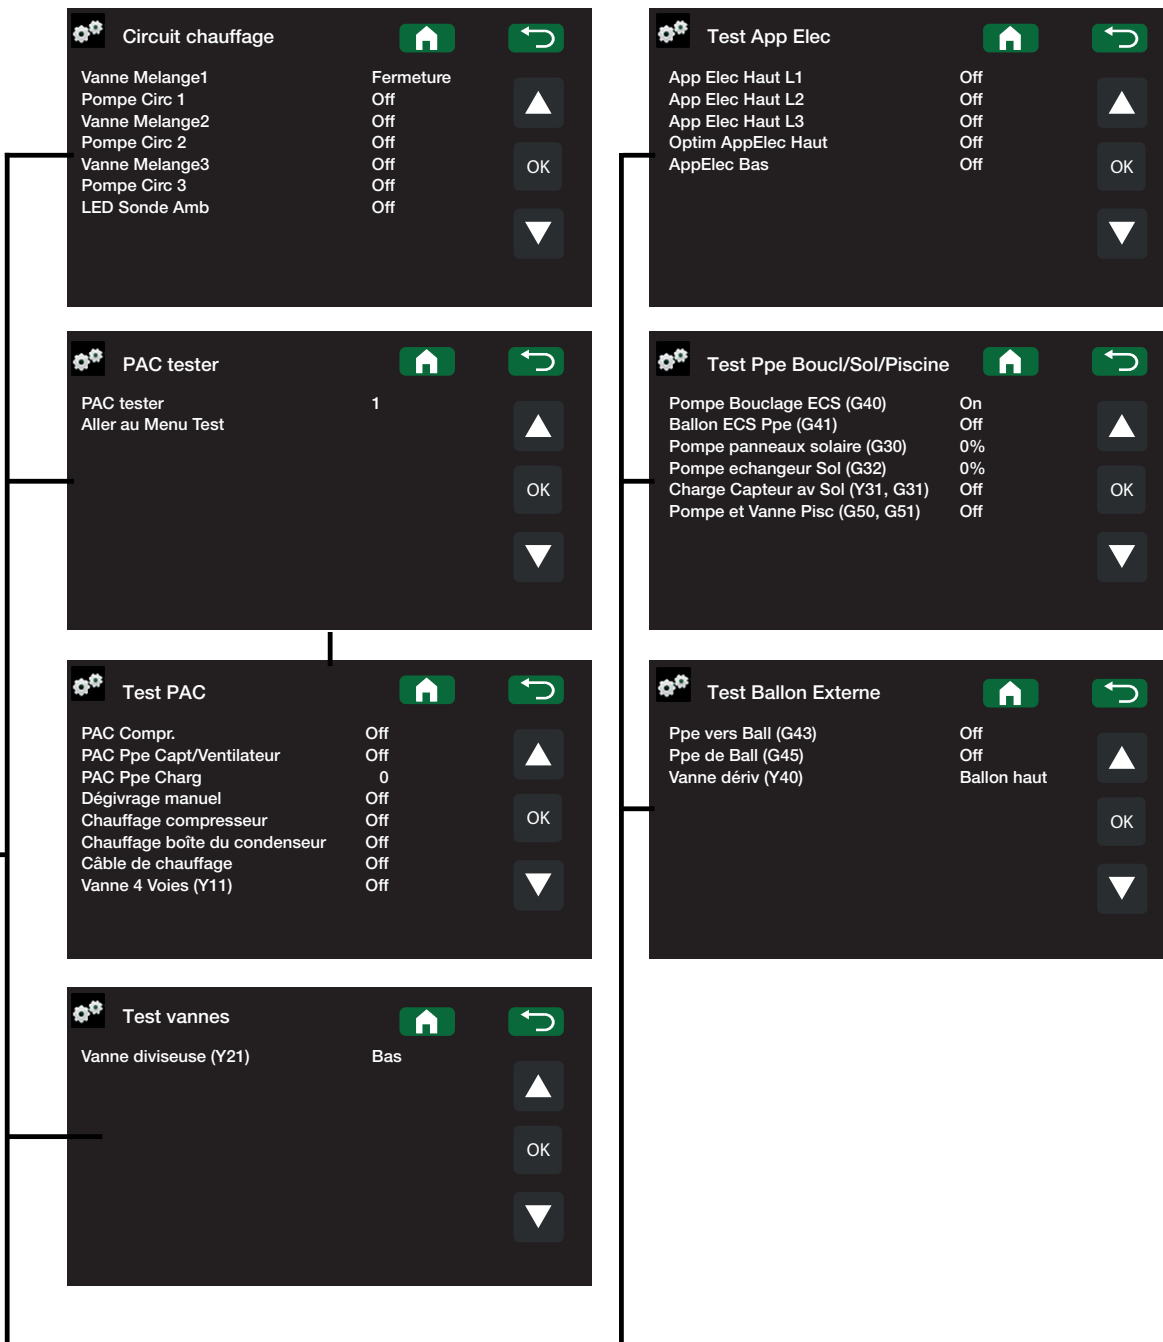 Circuit chauffage
Vanne Melange1 Fermeture
Pompe Circ 1 Off
Vanne Melange2 Off
Pompe Circ 2 Off
OK
Vanne Melange3 Off
Pompe Circ 3 Off
LED Sonde Amb Off
PAC tester
PAC tester 1
Aller au Menu Test
OK
Test PAC
PAC Compr. Off
PAC Ppe Capt/Ventilateur Off
PAC Ppe Charg 0
Dégivrage manuel Off
Chauffage compresseur Off
OK
Chauffage boîte du condenseur Off
Câble de chauffage Off
Vanne 4 Voies (Y11) Off
Test vannes
Vanne diviseuse (Y21) Bas
OK
Test App Elec
App Elec Haut L1 Off
App Elec Haut L2 Off
App Elec Haut L3 Off
Optim AppElec Haut Off
AppElec Bas Off
OK
Test Ppe Boucl/Sol/Piscine
Pompe Bouclage ECS (G40) On
Ballon ECS Ppe (G41) Off
Pompe panneaux solaire (G30) 0%
Pompe echangeur Sol (G32) 0%
Charge Capteur av Sol (Y31, G31) Off
OK
Pompe et Vanne Pisc (G50, G51) Off
Test Ballon Externe
Ppe vers Ball (G43) Off
Ppe de Ball (G45) Off
Vanne dériv (Y40) Ballon haut
OK